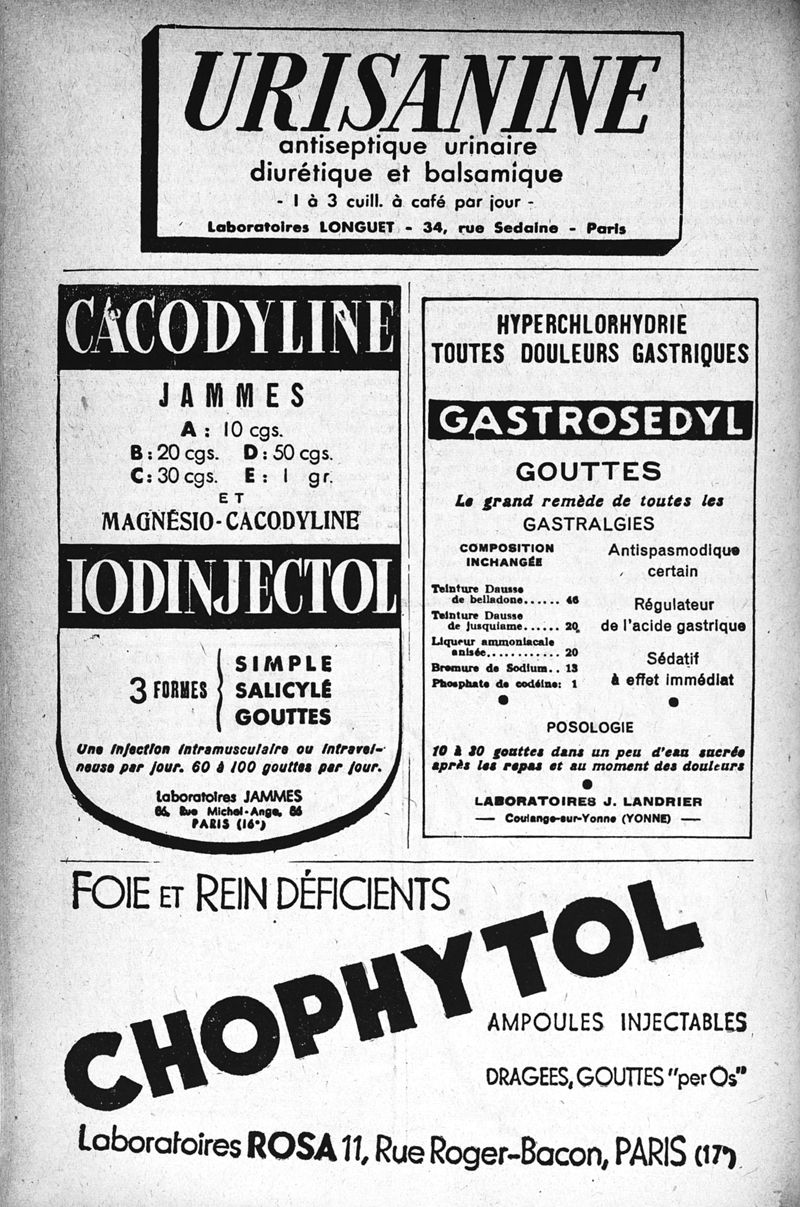 URISANINE
antiseptique urinaire
diurétique et balsamique
- 1 à 3 cuill. à café par jour -
Laboratoires LONGUET - 34, rue Sedaine - Paris
CACODYLINE
JAMMES
A : 10 cgs.
B : 20 cgs. D : 50 cgs.
C : 30 cgs. E : 1 gr.
ET
MAGNÉSIO-CACODYLINE
IODINJECTOL
3 FORMES
SIMPLE
SALICYLÉ
GOUTTES
Une injection intramusculaire ou intravei-
neuse par jour. 60 à 100 gouttes par jour.
Laboratoires JAMMES
86, Rue Michel-Ange, 86
PARIS (16e)
HYPERCHLORHYDRIE
TOUTES DOULEURS GASTRIQUES
GASTROSEDYL
GOUTTES
Le grand remède de toutes les
GASTRALGIES
COMPOSITION
INCHANGÉE
Teinture Dausse
de belladone...... 46
Teinture Dausse
de jusquiame...... 20
Liqueur ammoniacale
anisée............ 20
Bromure de Sodium.. 13
Phosphate de codéine: 1
Antispasmodique
certain
Régulateur
de l'acide gastrique
Sédatif
à effet immédiat
POSOLOGIE
10 à 30 gouttes dans un peu d'eau sucrée
après les repas et au moment des douleurs
LABORATOIRES J. LANDRIER
— Coulange-sur-Yonne (YONNE) —
FOIE ET REIN DÉFICIENTS
CHOPHYTOL
AMPOULES INJECTABLES
DRAGEES, GOUTTES "per Os"
Laboratoires ROSA 11, Rue Roger-Bacon, PARIS (17e)